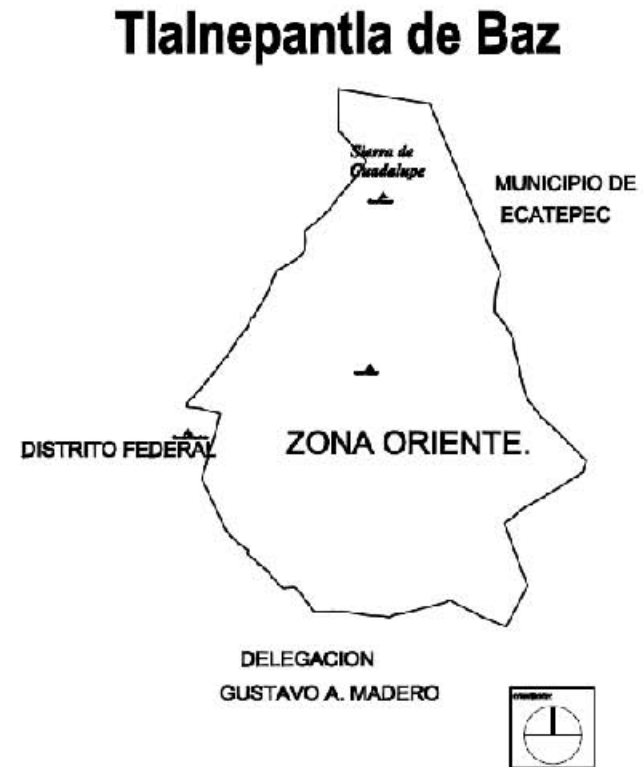 Tlalnepantla de Baz
Sierra de
Guadalupe
MUNICIPIO DE
ECATEPEC
DISTRITO FEDERAL
ZONA ORIENTE.
DELEGACION
GUSTAVO A. MADERO